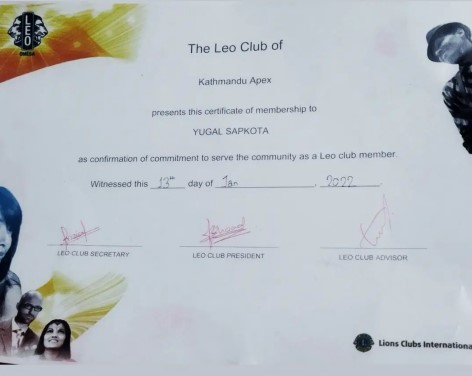 LEO
The Leo Club of
Kathmandu Apex
presents this certificate of membership to
YUGAL SAPKOTA
as confirmation of commitment to serve the community as a Leo club member.
Witnessed this 13th day of Jan, 2022.
LEO CLUB SECRETARY LEO CLUB PRESIDENT LEO CLUB ADVISOR
Lions Clubs Internationa